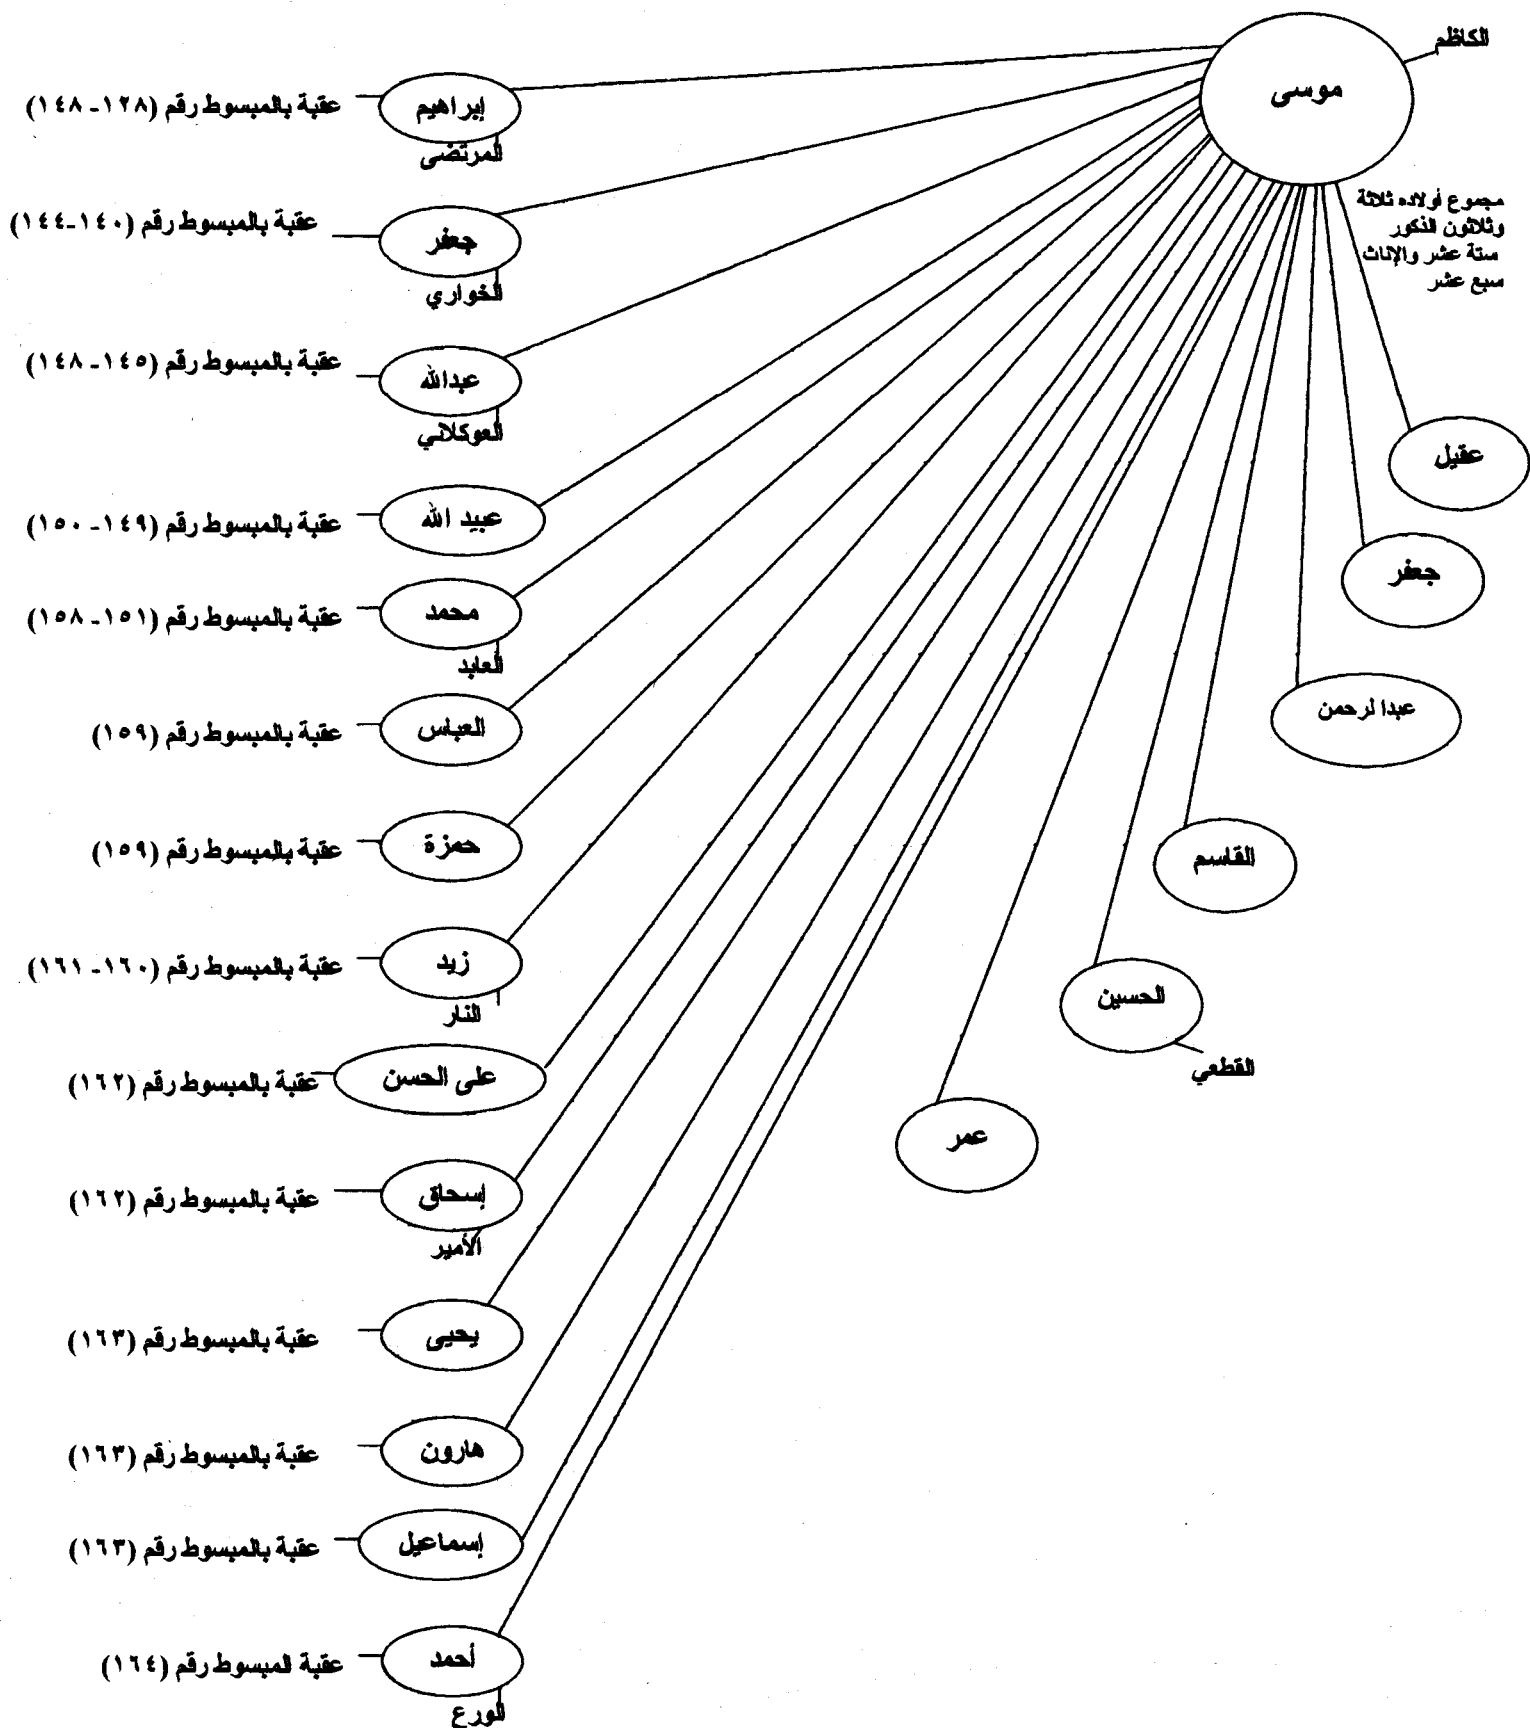 الكاظم
موسى
مجموع أولاده ثلاثة
وثلاثون الذكور
ستة عشر والإناث
سبع عشر
إبراهيم
المرتضى
عقبة بالمبسوط رقم (١٢٨-١٤٨)
جعفر
الخواري
عقبة بالمبسوط رقم (١٤٠-١٤٤)
عبدالله
العوكلاني
عقبة بالمبسوط رقم (١٤٥-١٤٨)
عبيد الله
عقبة بالمبسوط رقم (١٤٩-١٥٠)
محمد
العابد
عقبة بالمبسوط رقم (١٥١-١٥٨)
العباس
عقبة بالمبسوط رقم (١٥٩)
حمزة
عقبة بالمبسوط رقم (١٥٩)
زيد
النار
عقبة بالمبسوط رقم (١٦٠-١٦١)
على الحسن
عقبة بالمبسوط رقم (١٦٢)
إسحاق
الأمير
عقبة بالمبسوط رقم (١٦٢)
يحيى
عقبة بالمبسوط رقم (١٦٣)
هارون
عقبة بالمبسوط رقم (١٦٣)
إسماعيل
عقبة بالمبسوط رقم (١٦٣)
أحمد
الورع
عقبة المبسوط رقم (١٦٤)
عقيل
جعفر
عبدا لرحمن
القاسم
الحسين
القطعي
عمر